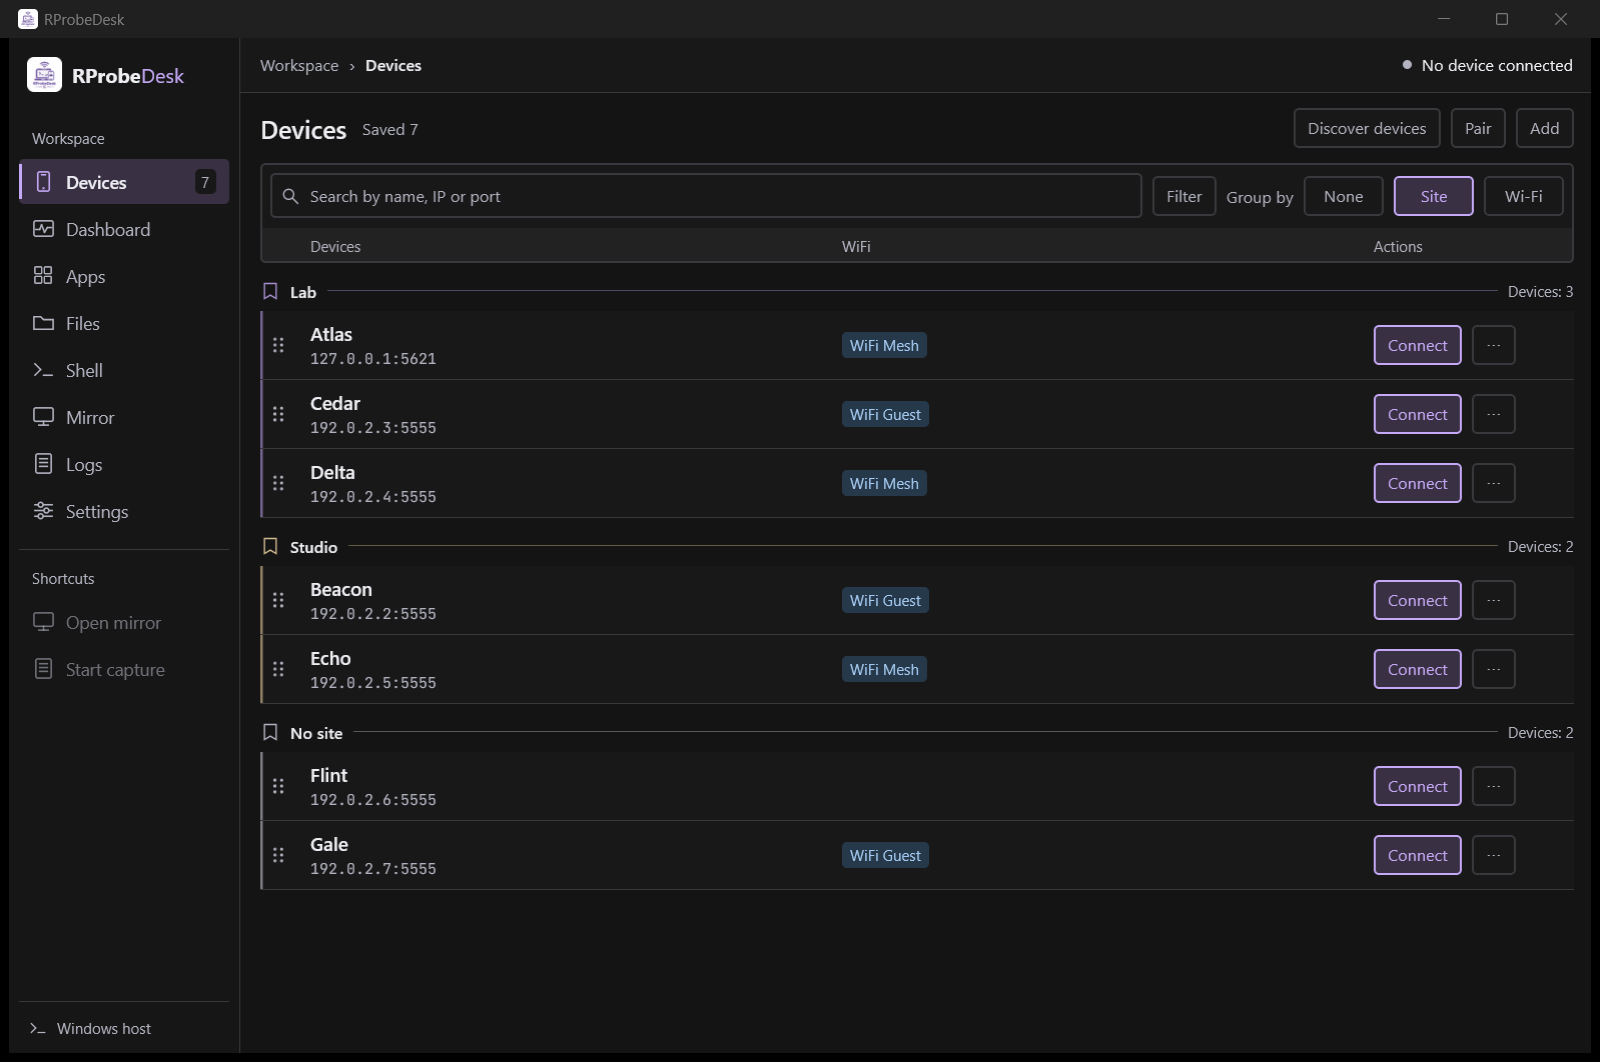 RProbeDesk
RProbeDesk
Workspace
Devices 7
Dashboard
Apps
Files
Shell
Mirror
Logs
Settings
Shortcuts
Open mirror
Start capture
Windows host
Workspace › Devices
No device connected
Devices Saved 7
Discover devices Pair Add
Search by name, IP or port Filter Group by None Site Wi-Fi
Devices WiFi Actions
Lab Devices: 3
Atlas
127.0.0.1:5621 WiFi Mesh Connect ...
Cedar
192.0.2.3:5555 WiFi Guest Connect ...
Delta
192.0.2.4:5555 WiFi Mesh Connect ...
Studio Devices: 2
Beacon
192.0.2.2:5555 WiFi Guest Connect ...
Echo
192.0.2.5:5555 WiFi Mesh Connect ...
No site Devices: 2
Flint
192.0.2.6:5555 Connect ...
Gale
192.0.2.7:5555 WiFi Guest Connect ...